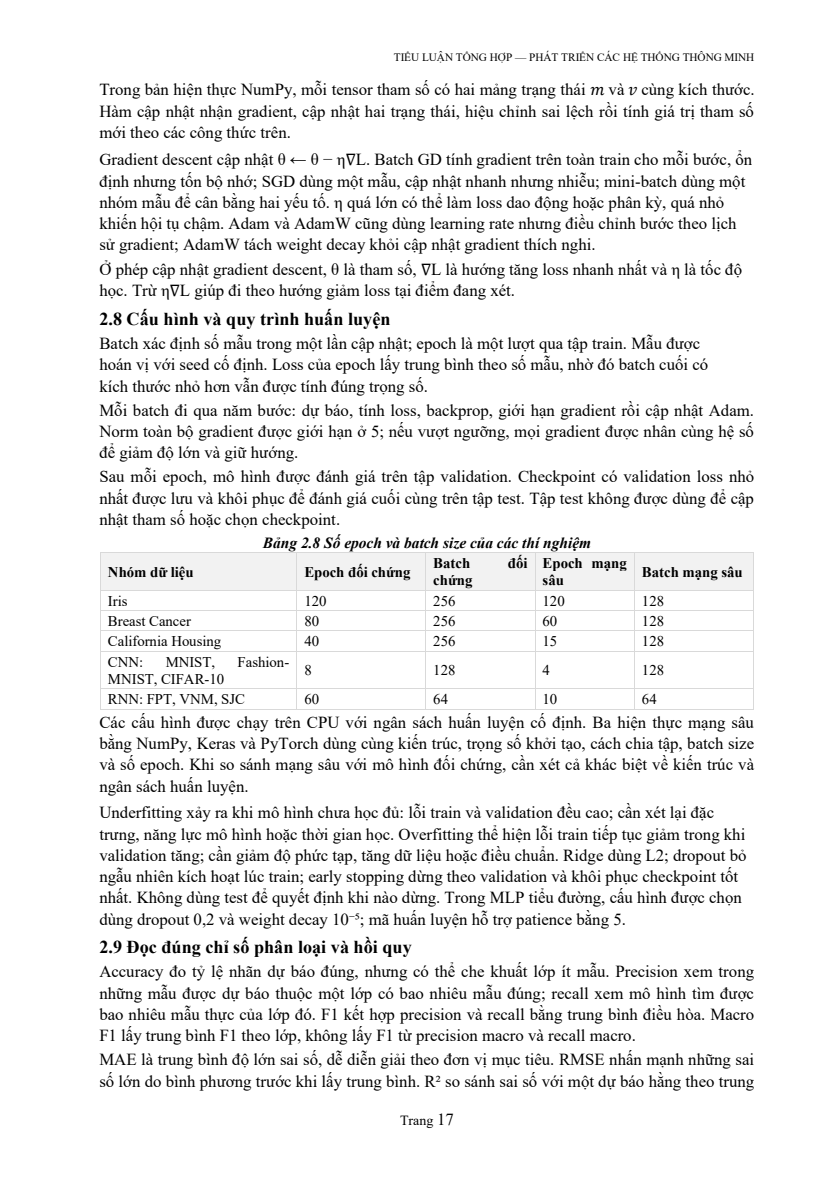 TIỂU LUẬN TỔNG HỢP — PHÁT TRIỂN CÁC HỆ THỐNG THÔNG MINH
Trong bản hiện thực NumPy, mỗi tensor tham số có hai mảng trạng thái m và v cùng kích thước.
Hàm cập nhật nhận gradient, cập nhật hai trạng thái, hiệu chỉnh sai lệch rồi tính giá trị tham số
mới theo các công thức trên.
Gradient descent cập nhật θ ← θ − η∇L. Batch GD tính gradient trên toàn train cho mỗi bước, ổn
định nhưng tốn bộ nhớ; SGD dùng một mẫu, cập nhật nhanh nhưng nhiễu; mini-batch dùng một
nhóm mẫu để cân bằng hai yếu tố. η quá lớn có thể làm loss dao động hoặc phân kỳ, quá nhỏ
khiến hội tụ chậm. Adam và AdamW cũng dùng learning rate nhưng điều chỉnh bước theo lịch
sử gradient; AdamW tách weight decay khỏi cập nhật gradient thích nghi.
Ở phép cập nhật gradient descent, θ là tham số, ∇L là hướng tăng loss nhanh nhất và η là tốc độ
học. Trừ η∇L giúp đi theo hướng giảm loss tại điểm đang xét.
2.8 Cấu hình và quy trình huấn luyện
Batch xác định số mẫu trong một lần cập nhật; epoch là một lượt qua tập train. Mẫu được
hoán vị với seed cố định. Loss của epoch lấy trung bình theo số mẫu, nhờ đó batch cuối có
kích thước nhỏ hơn vẫn được tính đúng trọng số.
Mỗi batch đi qua năm bước: dự báo, tính loss, backprop, giới hạn gradient rồi cập nhật Adam.
Norm toàn bộ gradient được giới hạn ở 5; nếu vượt ngưỡng, mọi gradient được nhân cùng hệ số
để giảm độ lớn và giữ hướng.
Sau mỗi epoch, mô hình được đánh giá trên tập validation. Checkpoint có validation loss nhỏ
nhất được lưu và khôi phục để đánh giá cuối cùng trên tập test. Tập test không được dùng để cập
nhật tham số hoặc chọn checkpoint.
Bảng 2.8 Số epoch và batch size của các thí nghiệm
Nhóm dữ liệu Epoch đối chứng Batch đối chứng Epoch mạng sâu Batch mạng sâu
Iris 120 256 120 128
Breast Cancer 80 256 60 128
California Housing 40 256 15 128
CNN: MNIST, Fashion-
MNIST, CIFAR-10 8 128 4 128
RNN: FPT, VNM, SJC 60 64 10 64
Các cấu hình được chạy trên CPU với ngân sách huấn luyện cố định. Ba hiện thực mạng sâu
bằng NumPy, Keras và PyTorch dùng cùng kiến trúc, trọng số khởi tạo, cách chia tập, batch size
và số epoch. Khi so sánh mạng sâu với mô hình đối chứng, cần xét cả khác biệt về kiến trúc và
ngân sách huấn luyện.
Underfitting xảy ra khi mô hình chưa học đủ: lỗi train và validation đều cao; cần xét lại đặc
trưng, năng lực mô hình hoặc thời gian học. Overfitting thể hiện lỗi train tiếp tục giảm trong khi
validation tăng; cần giảm độ phức tạp, tăng dữ liệu hoặc điều chuẩn. Ridge dùng L2; dropout bỏ
ngẫu nhiên kích hoạt lúc train; early stopping dừng theo validation và khôi phục checkpoint tốt
nhất. Không dùng test để quyết định khi nào dừng. Trong MLP tiểu đường, cấu hình được chọn
dùng dropout 0,2 và weight decay 10⁻⁵; mã huấn luyện hỗ trợ patience bằng 5.
2.9 Đọc đúng chỉ số phân loại và hồi quy
Accuracy đo tỷ lệ nhãn dự báo đúng, nhưng có thể che khuất lớp ít mẫu. Precision xem trong
những mẫu được dự báo thuộc một lớp có bao nhiêu mẫu đúng; recall xem mô hình tìm được
bao nhiêu mẫu thực của lớp đó. F1 kết hợp precision và recall bằng trung bình điều hòa. Macro
F1 lấy trung bình F1 theo lớp, không lấy F1 từ precision macro và recall macro.
MAE là trung bình độ lớn sai số, dễ diễn giải theo đơn vị mục tiêu. RMSE nhấn mạnh những sai
số lớn do bình phương trước khi lấy trung bình. R² so sánh sai số với một dự báo hằng theo trung
Trang 17